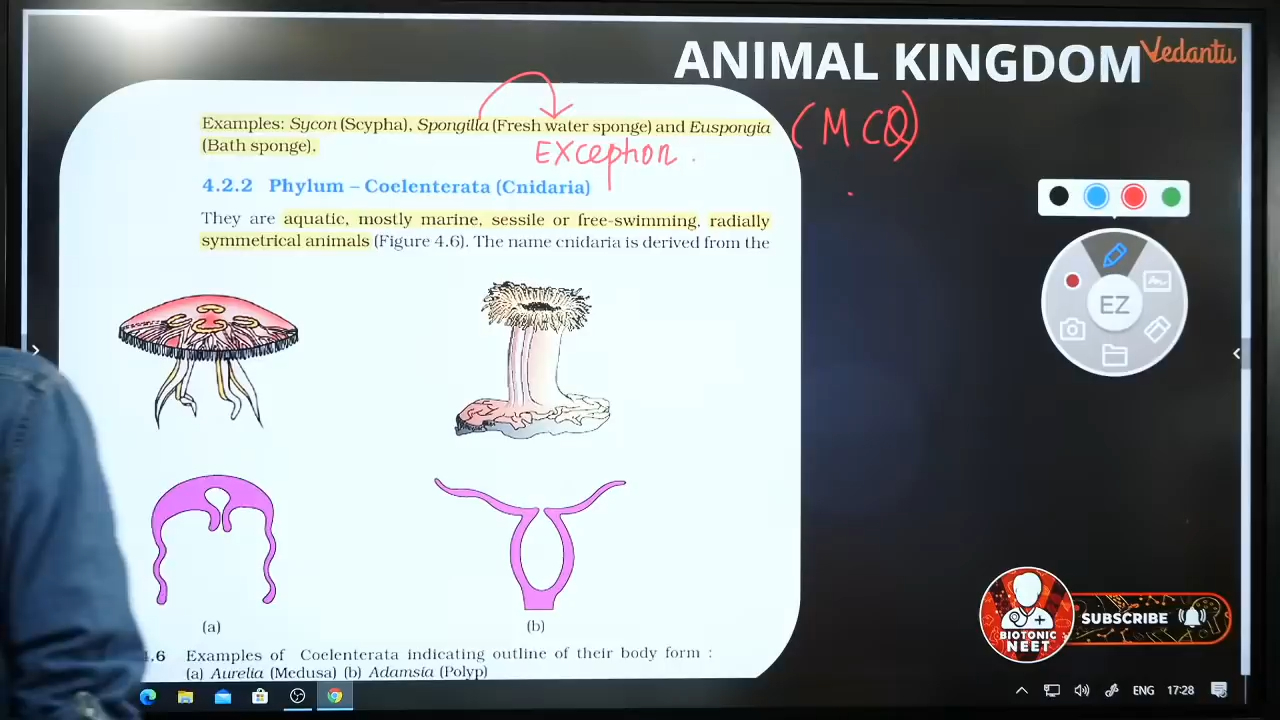 ANIMAL KINGDOM
Vedantu
Examples: Sycon (Scypha), Spongilla (Fresh water sponge) and Euspongia
(Bath sponge).
(MCQ)
Exception.
4.2.2 Phylum – Coelenterata (Cnidaria)
They are aquatic, mostly marine, sessile or free-swimming, radially
symmetrical animals (Figure 4.6). The name cnidaria is derived from the
EZ
(a)
(b)
.6 Examples of Coelenterata indicating outline of their body form :
(a) Aurelia (Medusa) (b) Adamsia (Polyp)
BIOTONIC
NEET
SUBSCRIBE
ENG
17:28